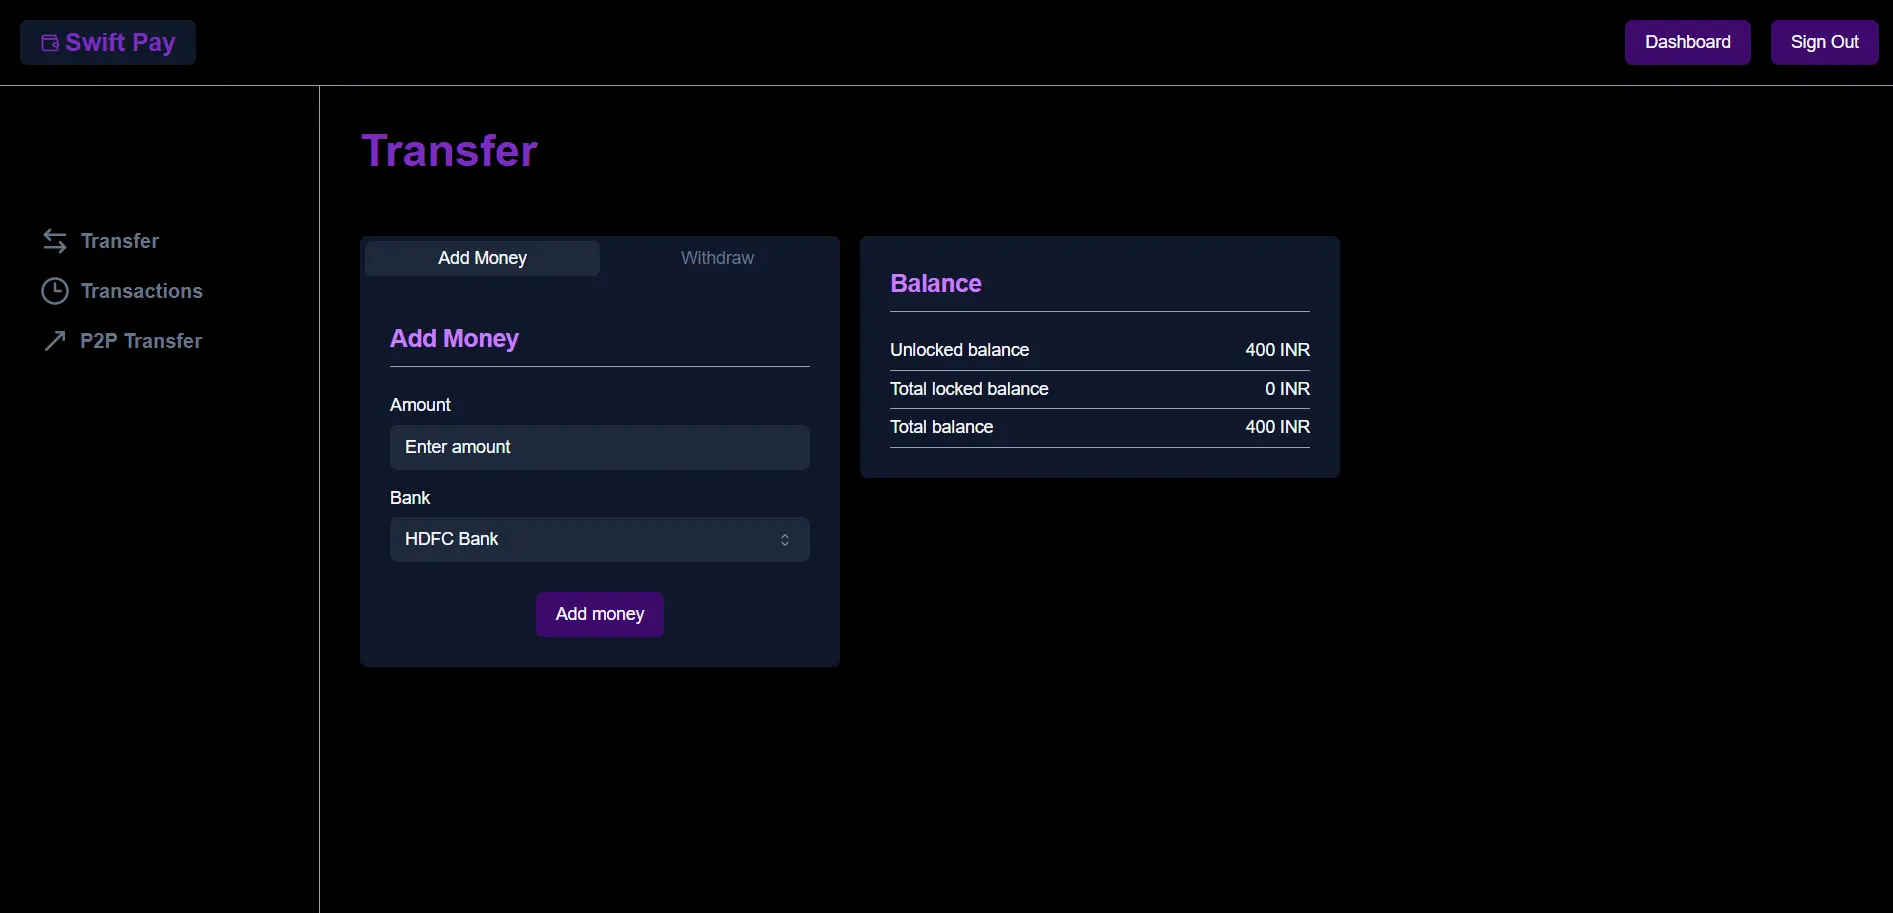 Swift Pay
Dashboard
Sign Out
Transfer
Transactions
P2P Transfer
Transfer
Add Money
Withdraw
Add Money
Amount
Enter amount
Bank
HDFC Bank
Add money
Balance
Unlocked balance 400 INR
Total locked balance 0 INR
Total balance 400 INR